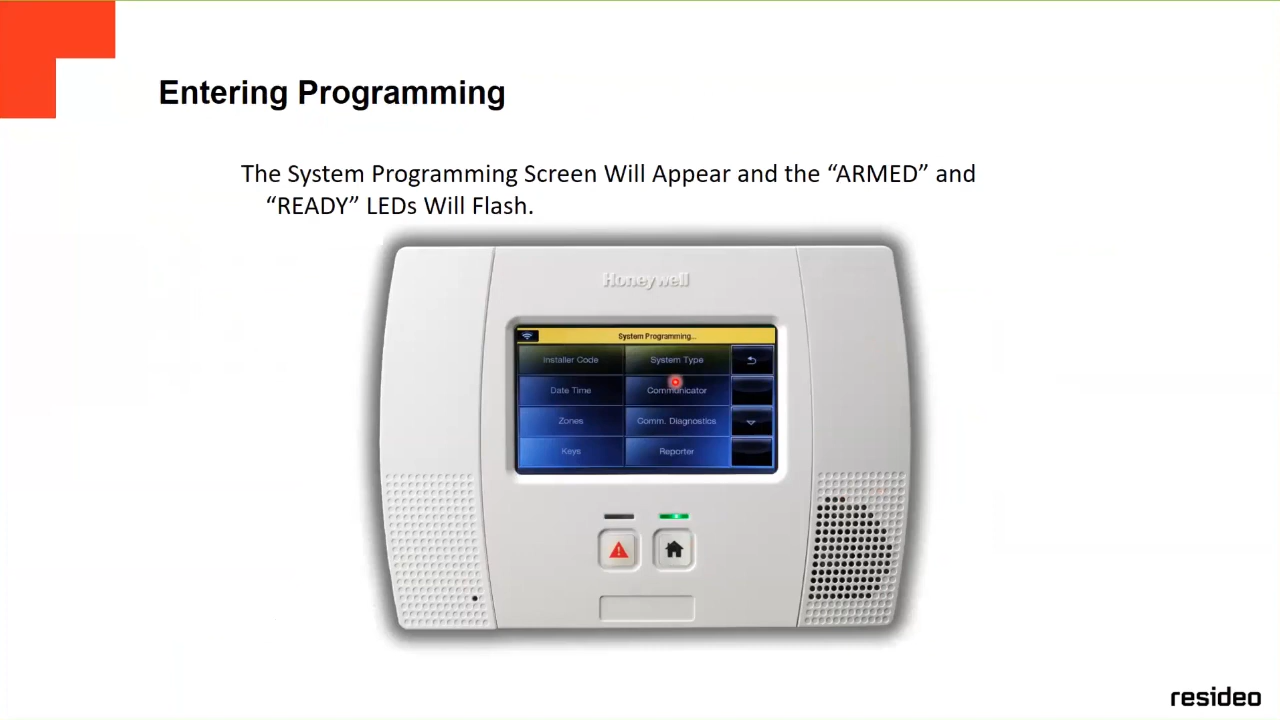 Entering Programming
The System Programming Screen Will Appear and the “ARMED” and
“READY” LEDs Will Flash.
Honeywell
System Programming...
Installer Code
System Type
Date Time
Communicator
Zones
Comm. Diagnostics
Keys
Reporter
resideo